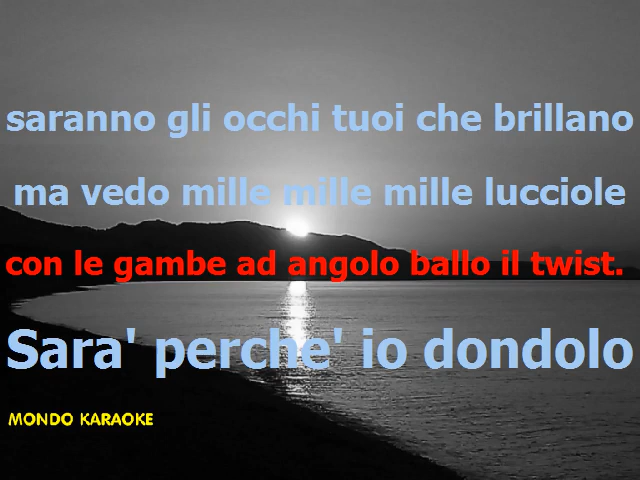 saranno gli occhi tuoi che brillano
ma vedo mille mille mille lucciole
con le gambe ad angolo ballo il twist.
Sara' perche' io dondolo
MONDO KARAOKE